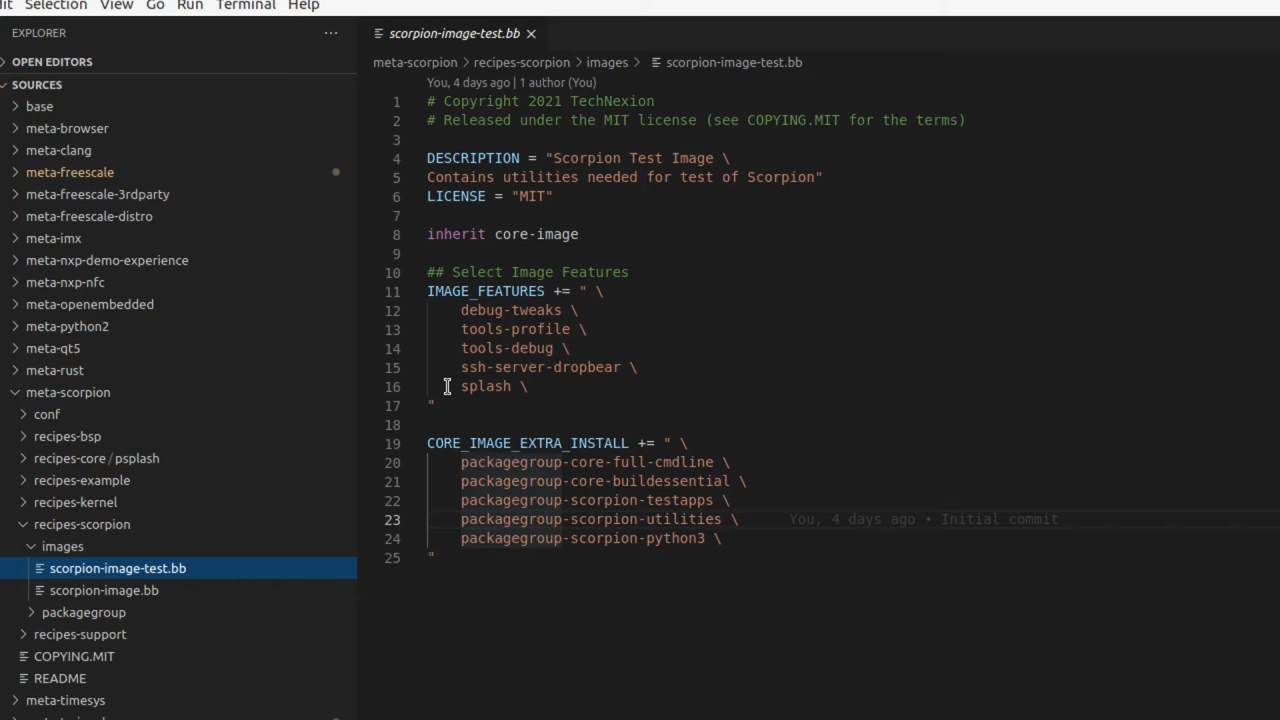 Selection View Go Run Terminal Help
EXPLORER ···
OPEN EDITORS
SOURCES
base
meta-browser
meta-clang
meta-freescale
meta-freescale-3rdparty
meta-freescale-distro
meta-imx
meta-nxp-demo-experience
meta-nxp-nfc
meta-openembedded
meta-python2
meta-qt5
meta-rust
meta-scorpion
conf
recipes-bsp
recipes-core/psplash
recipes-example
recipes-kernel
recipes-scorpion
images
scorpion-image-test.bb
scorpion-image.bb
packagegroup
recipes-support
COPYING.MIT
README
meta-timesys
scorpion-image-test.bb ×
meta-scorpion > recipes-scorpion > images > scorpion-image-test.bb
You, 4 days ago | 1 author (You)
1 # Copyright 2021 TechNexion
2 # Released under the MIT license (see COPYING.MIT for the terms)
3
4 DESCRIPTION = "Scorpion Test Image \
5 Contains utilities needed for test of Scorpion"
6 LICENSE = "MIT"
7
8 inherit core-image
9
10 ## Select Image Features
11 IMAGE_FEATURES += " \
12 debug-tweaks \
13 tools-profile \
14 tools-debug \
15 ssh-server-dropbear \
16 splash \
17 "
18
19 CORE_IMAGE_EXTRA_INSTALL += " \
20 packagegroup-core-full-cmdline \
21 packagegroup-core-buildessential \
22 packagegroup-scorpion-testapps \
23 packagegroup-scorpion-utilities \ You, 4 days ago • Initial commit
24 packagegroup-scorpion-python3 \
25 "